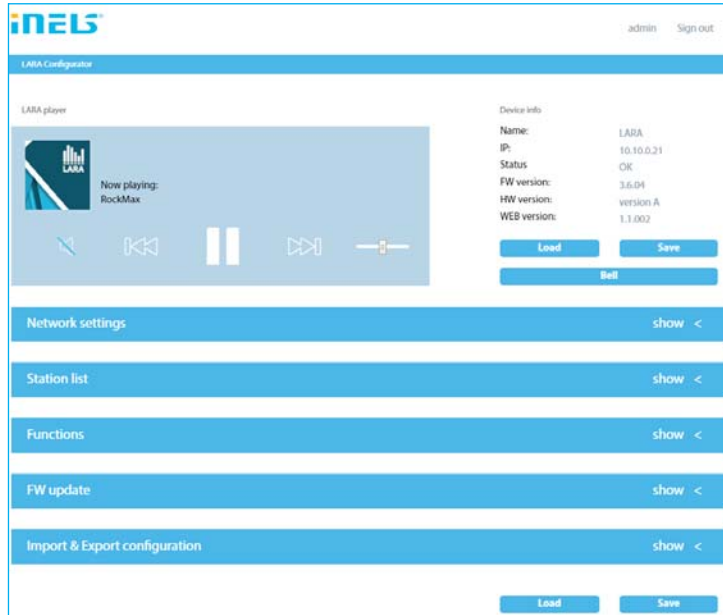 iNELS
admin Sign out
LARA Configurator
LARA player
LARA
Now playing:
RockMax
Device info
Name: LARA
IP: 10.10.0.21
Status OK
FW version: 3.6.04
HW version: version A
WEB version: 1.1.002
Load Save
Bell
Network settings show <
Station list show <
Functions show <
FW update show <
Import & Export configuration show <
Load Save